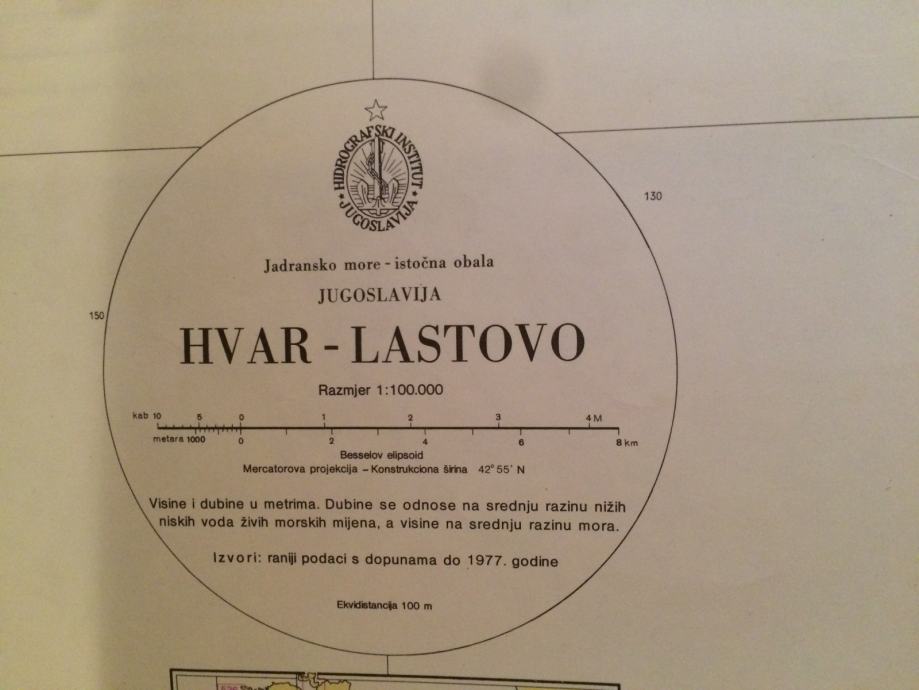 HIDROGRAFSKI INSTITUT
JUGOSLAVIJA
130
Jadransko more - istočna obala
JUGOSLAVIJA
150
HVAR - LASTOVO
Razmjer 1:100.000
kab 10 5 0 1 2 3 4 M
metara 1000 0 2 4 6 8 km
Besselov elipsoid
Mercatorova projekcija – Konstrukciona širina 42° 55' N
Visine i dubine u metrima. Dubine se odnose na srednju razinu nižih
niskih voda živih morskih mijena, a visine na srednju razinu mora.
Izvori: raniji podaci s dopunama do 1977. godine
Ekvidistancija 100 m